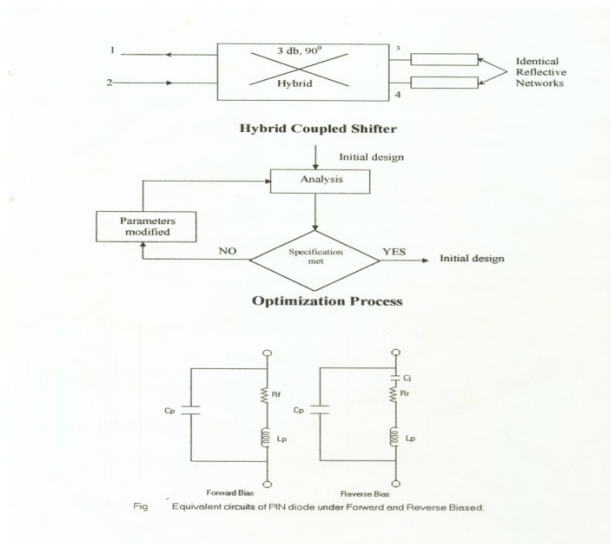 1
3 db, 90⁰
3
2
Hybrid
4
Identical
Reflective
Networks
Hybrid Coupled Shifter
Initial design
Analysis
Parameters
modified
NO
Specification
met
YES
Initial design
Optimization Process
Cp
Rf
Lp
Cp
Cj
Rr
Lp
Forward Bias
Reverse Bias
Fig Equivalent circuits of PIN diode under Forward and Reverse Biased.